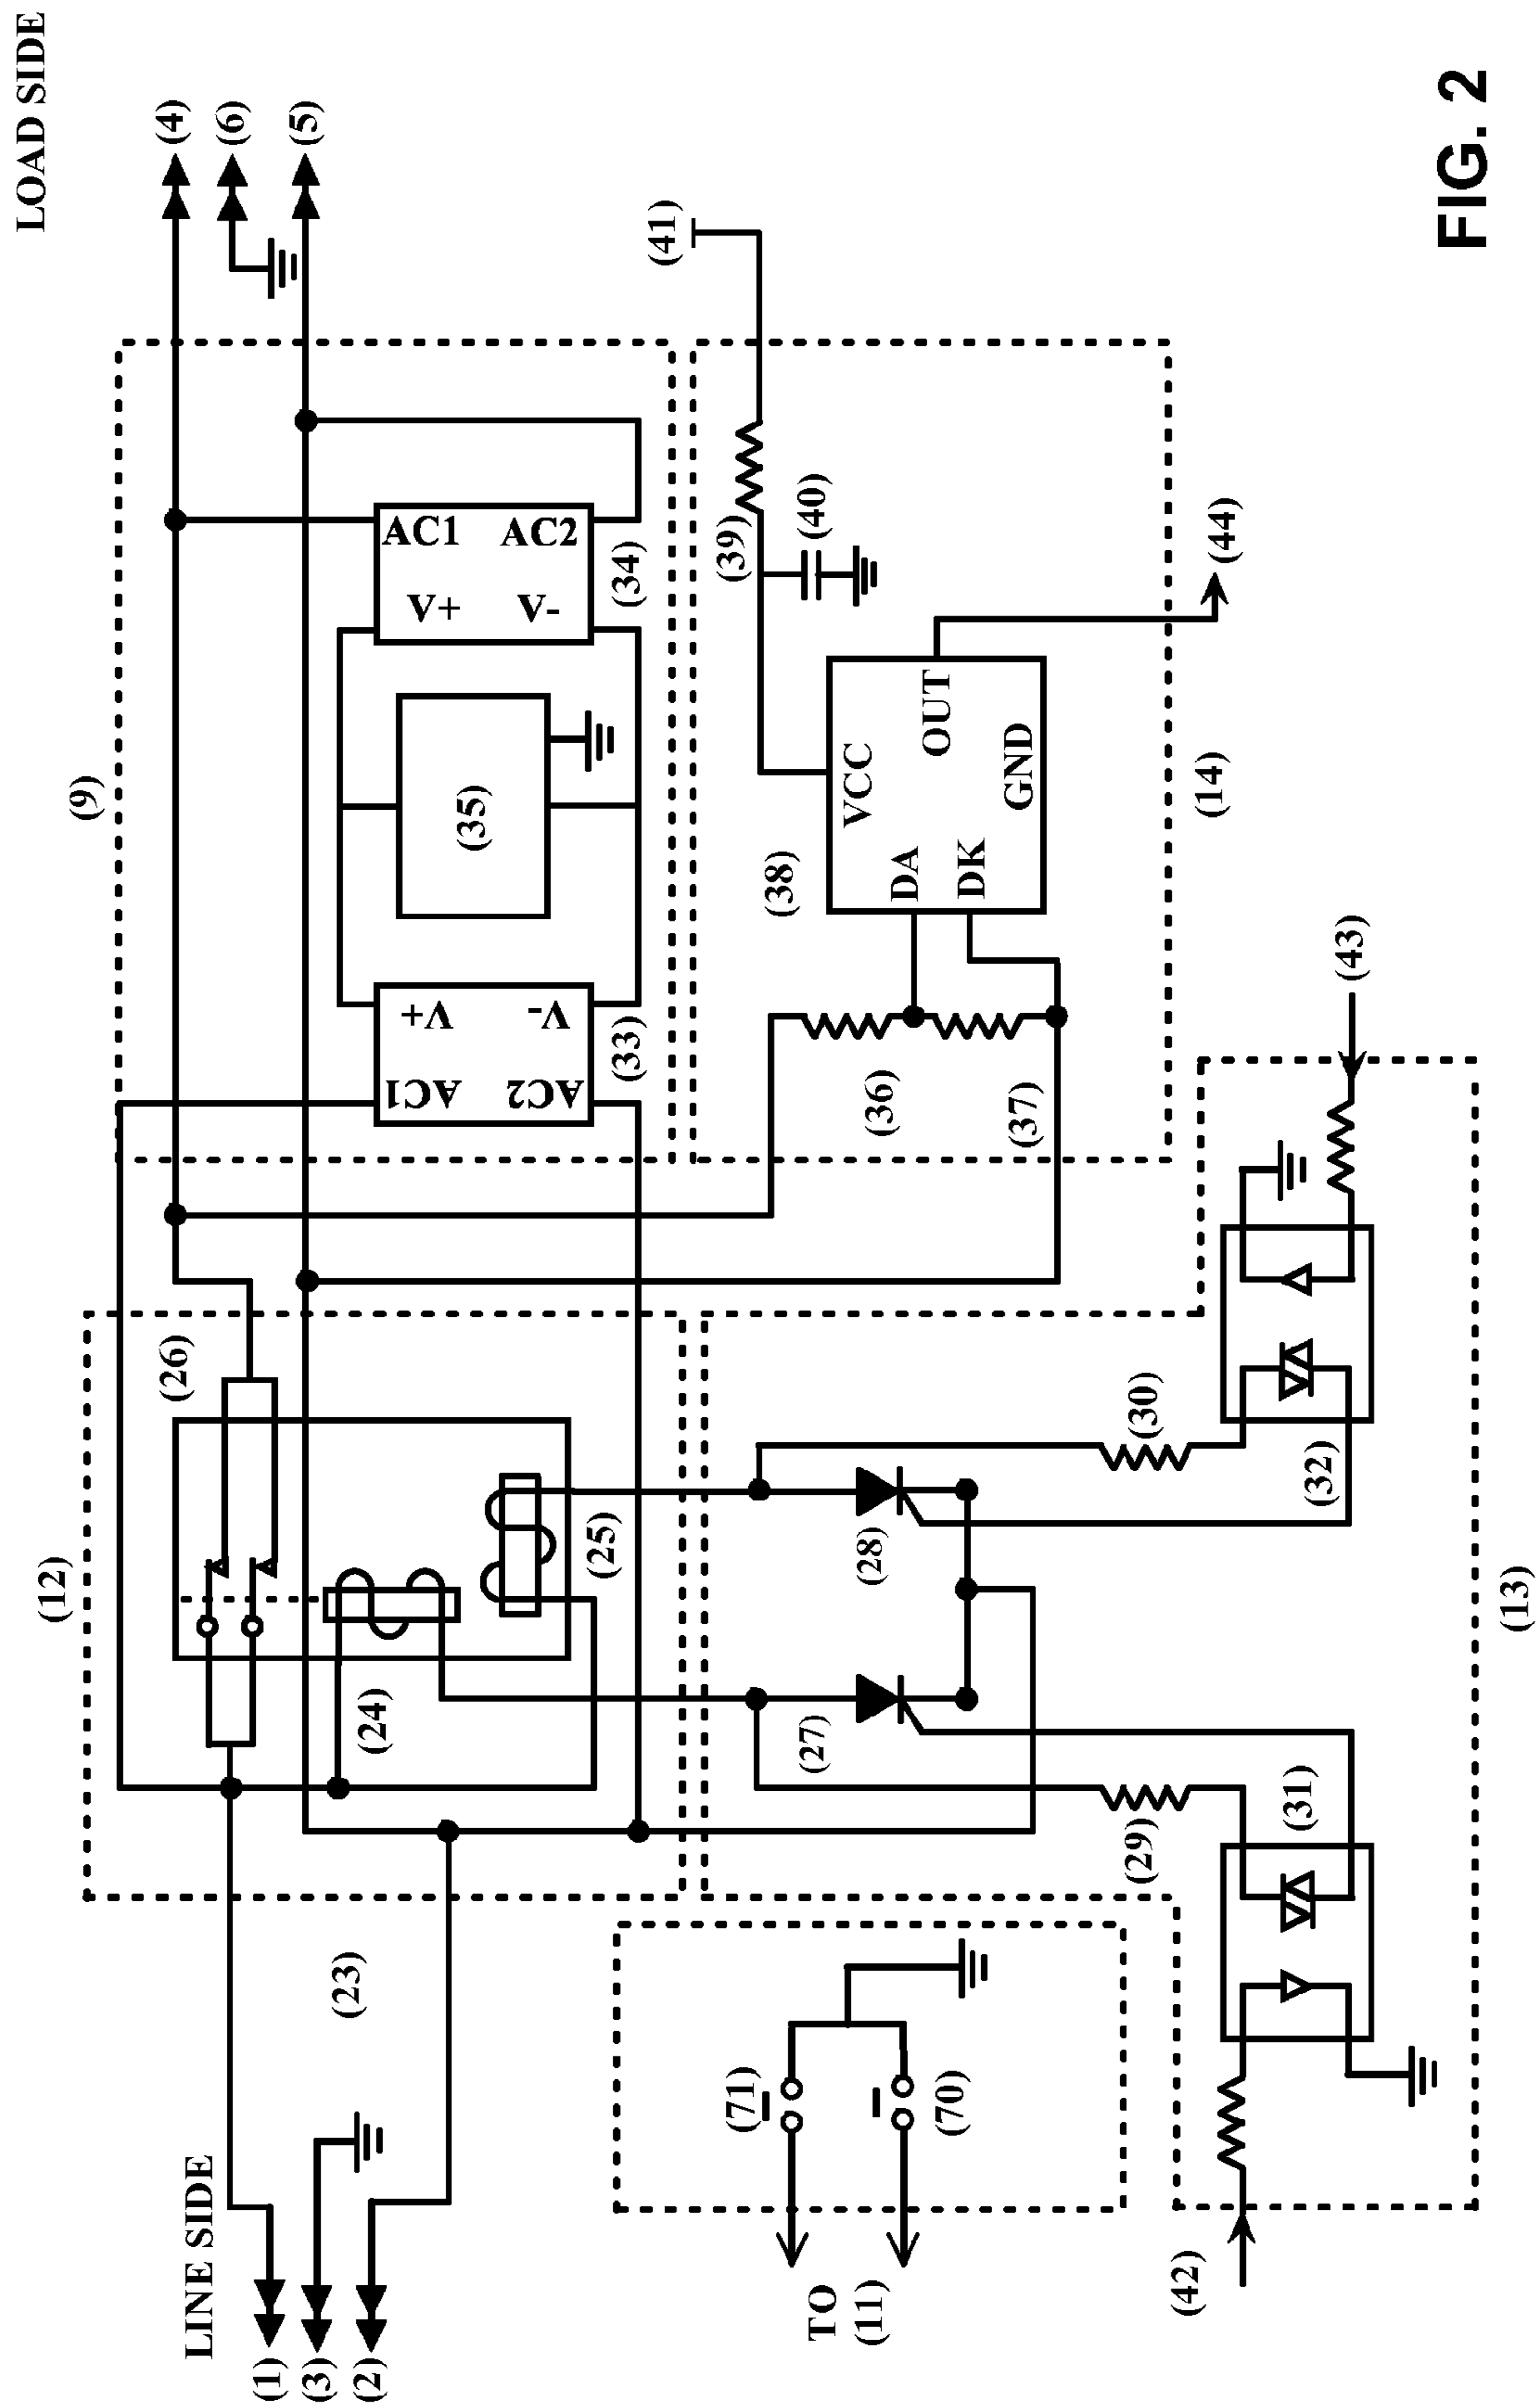 LOAD SIDE
(4)
(6)
(5)
(41)
(9)
AC1
AC2
V+
V-
(34)
(35)
V+
V-
AC1
AC2
(33)
(39)
(40)
(44)
VCC
OUT
GND
DA
DK
(38)
(14)
(36)
(37)
(43)
(12)
(26)
(25)
(24)
(30)
(32)
(28)
(27)
(13)
(29)
(31)
(23)
(71)
(70)
LINE SIDE
(1)
(3)
(2)
TO
(11)
(42)
FIG. 2